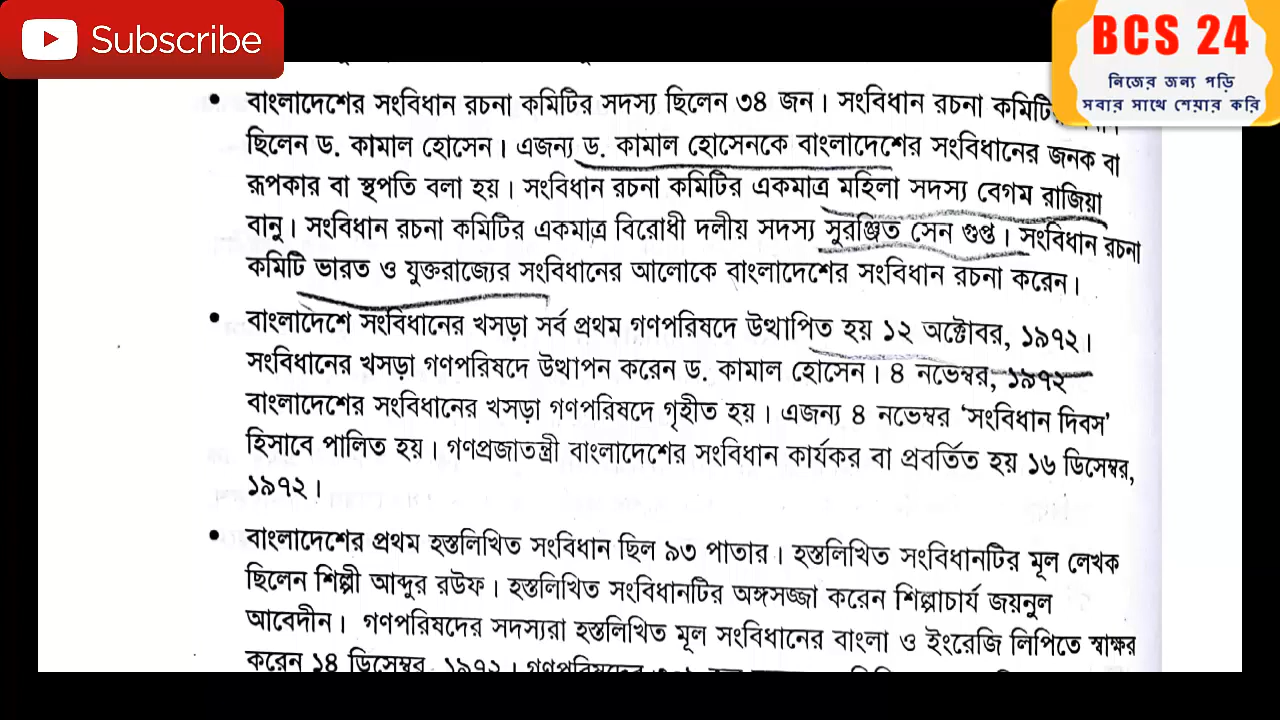 Subscribe
BCS 24
নিজের জন্য পড়ি
সবার সাথে শেয়ার করি
• বাংলাদেশের সংবিধান রচনা কমিটির সদস্য ছিলেন ৩৪ জন। সংবিধান রচনা কমিটির
ছিলেন ড. কামাল হোসেন। এজন্য ড. কামাল হোসেনকে বাংলাদেশের সংবিধানের জনক বা
রূপকার বা স্থপতি বলা হয়। সংবিধান রচনা কমিটির একমাত্র মহিলা সদস্য বেগম রাজিয়া
বানু। সংবিধান রচনা কমিটির একমাত্র বিরোধী দলীয় সদস্য সুরঞ্জিত সেন গুপ্ত। সংবিধান রচনা
কমিটি ভারত ও যুক্তরাজ্যের সংবিধানের আলোকে বাংলাদেশের সংবিধান রচনা করেন।
• বাংলাদেশে সংবিধানের খসড়া সর্ব প্রথম গণপরিষদে উত্থাপিত হয় ১২ অক্টোবর, ১৯৭২।
সংবিধানের খসড়া গণপরিষদে উত্থাপন করেন ড. কামাল হোসেন। ৪ নভেম্বর, ১৯৭২
বাংলাদেশের সংবিধানের খসড়া গণপরিষদে গৃহীত হয়। এজন্য ৪ নভেম্বর ‘সংবিধান দিবস’
হিসাবে পালিত হয়। গণপ্রজাতন্ত্রী বাংলাদেশের সংবিধান কার্যকর বা প্রবর্তিত হয় ১৬ ডিসেম্বর,
১৯৭২।
• বাংলাদেশের প্রথম হস্তলিখিত সংবিধান ছিল ৯৩ পাতার। হস্তলিখিত সংবিধানটির মূল লেখক
ছিলেন শিল্পী আব্দুর রউফ। হস্তলিখিত সংবিধানটির অঙ্গসজ্জা করেন শিল্পাচার্য জয়নুল
আবেদীন। গণপরিষদের সদস্যরা হস্তলিখিত মূল সংবিধানের বাংলা ও ইংরেজি লিপিতে স্বাক্ষর
করেন ১৪ ডিসেম্বর, ১৯৭২। গণপরিষদের